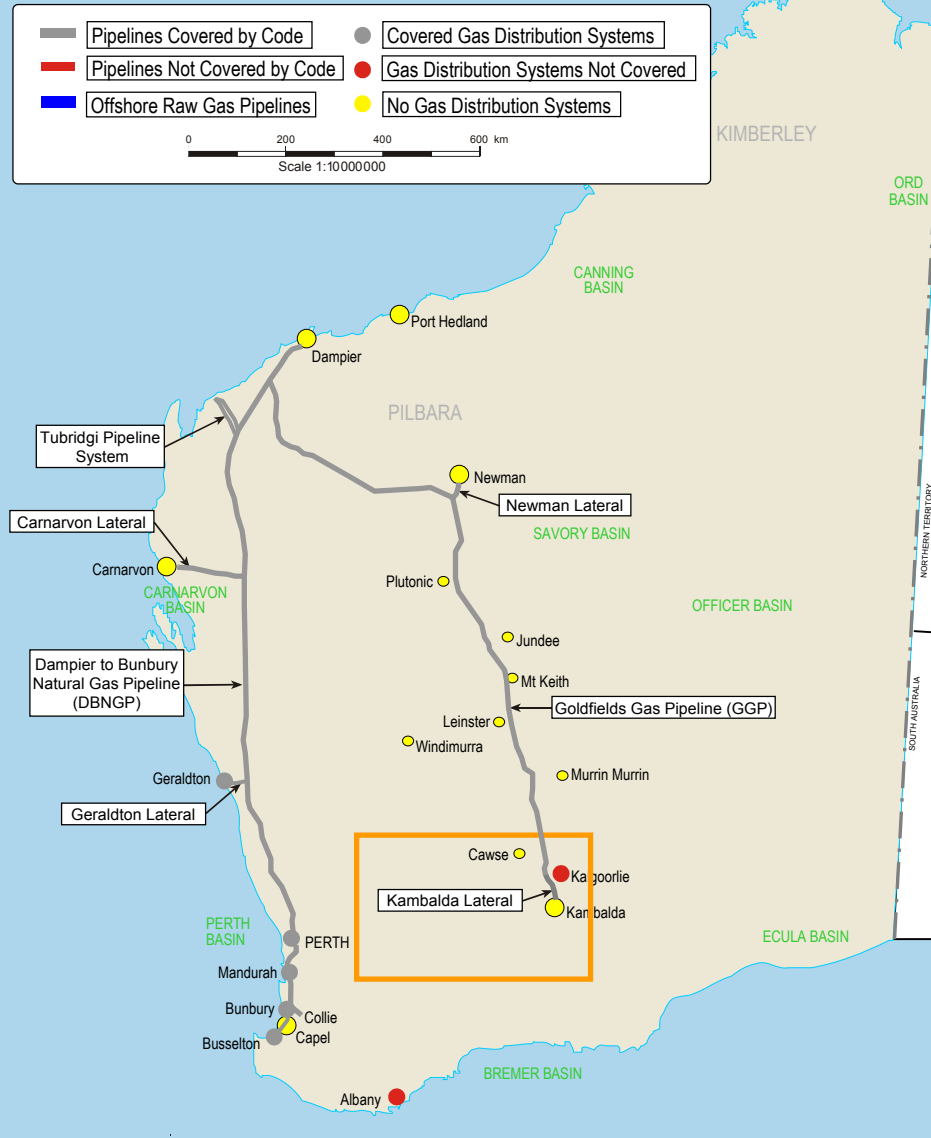 Pipelines Covered by Code
Covered Gas Distribution Systems
Pipelines Not Covered by Code
Gas Distribution Systems Not Covered
Offshore Raw Gas Pipelines
No Gas Distribution Systems
0 200 400 600 km
Scale 1:10000000
KIMBERLEY
ORD
BASIN
CANNING
BASIN
Port Hedland
Dampier
PILBARA
Tubridgi Pipeline
System
Newman
Newman Lateral
NORTHERN TERRITORY
Carnarvon Lateral
SAVORY BASIN
Carnarvon
Plutonic
CARNARVON
BASIN
OFFICER BASIN
Jundee
Dampier to Bunbury
Natural Gas Pipeline
(DBNGP)
Mt Keith
SOUTH AUSTRALIA
Goldfields Gas Pipeline (GGP)
Leinster
Windimurra
Geraldton
Murrin Murrin
Geraldton Lateral
Cawse
Kalgoorlie
Kambalda Lateral
Kambalda
PERTH
BASIN
PERTH
ECULA BASIN
Mandurah
Bunbury
Collie
Capel
Busselton
BREMER BASIN
Albany